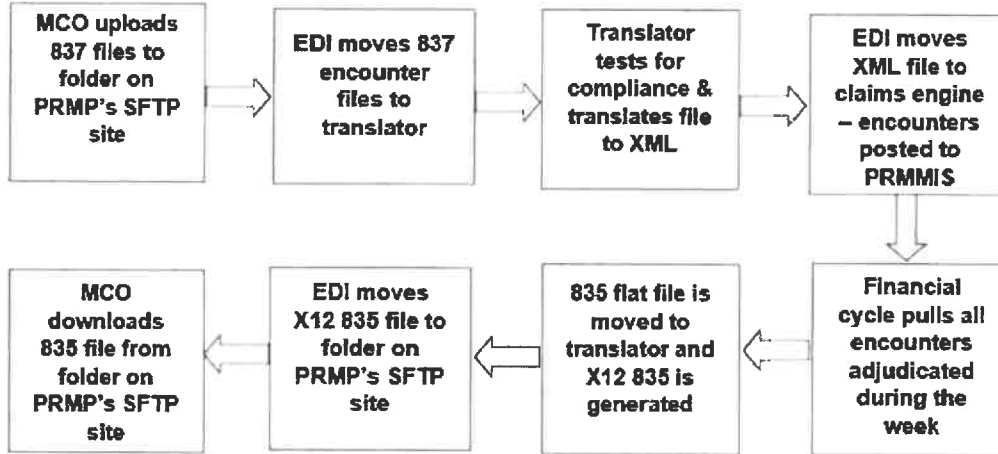 MCO uploads
837 files to
folder on
PRMP's SFTP
site
EDI moves 837
encounter
files to
translator
Translator
tests for
compliance &
translates file
to XML
EDI moves
XML file to
claims engine
– encounters
posted to
PRMMIS
Financial
cycle pulls all
encounters
adjudicated
during the
week
835 flat file is
moved to
translator and
X12 835 is
generated
EDI moves
X12 835 file to
folder on
PRMP's SFTP
site
MCO
downloads
835 file from
folder on
PRMP's SFTP
site